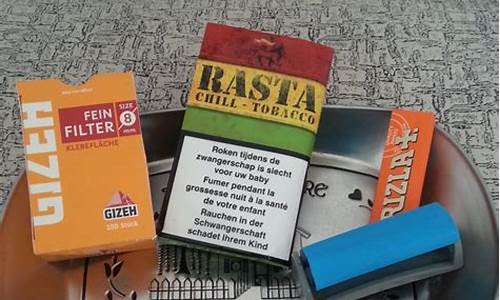 GIZEH
FEIN
FILTER
KLEBEFLÄCHE
SIZE
8
mm
GIZEH
100 Stück
RASTA
CHILL - TOBACCO
Roken tijdens de
zwangerschap is slecht
voor uw baby
Fumer pendant la
grossesse nuit à la santé
de votre enfant
Rauchen in der
Schwangerschaft
schadet Ihrem Kind
RIZLA+